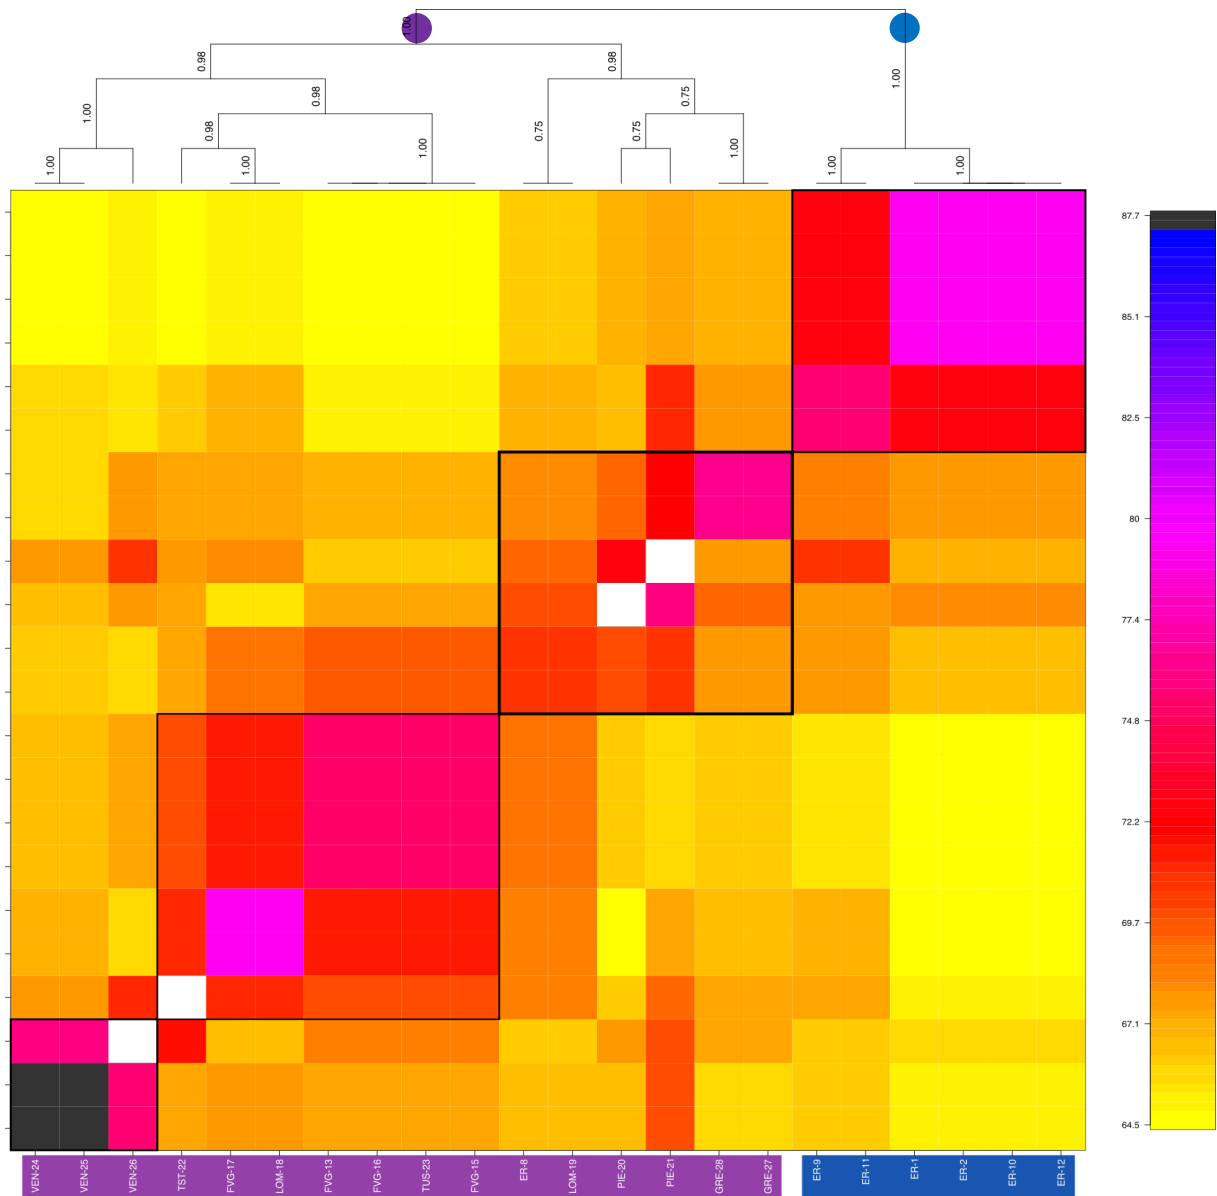 1.00
0.98
0.98
1.00
1.00
0.98
0.98
1.00
1.00
0.75
0.75
0.75
1.00
1.00
1.00
1.00
87.7
85.1
82.5
80
77.4
74.8
72.2
69.7
67.1
64.5
VEN-24
VEN-25
VEN-26
TST-22
FVG-17
LOM-18
FVG-13
FVG-16
TUS-23
FVG-15
ER-8
LOM-19
PIE-20
PIE-21
GRE-28
GRE-27
ER-9
ER-11
ER-1
ER-2
ER-10
ER-12